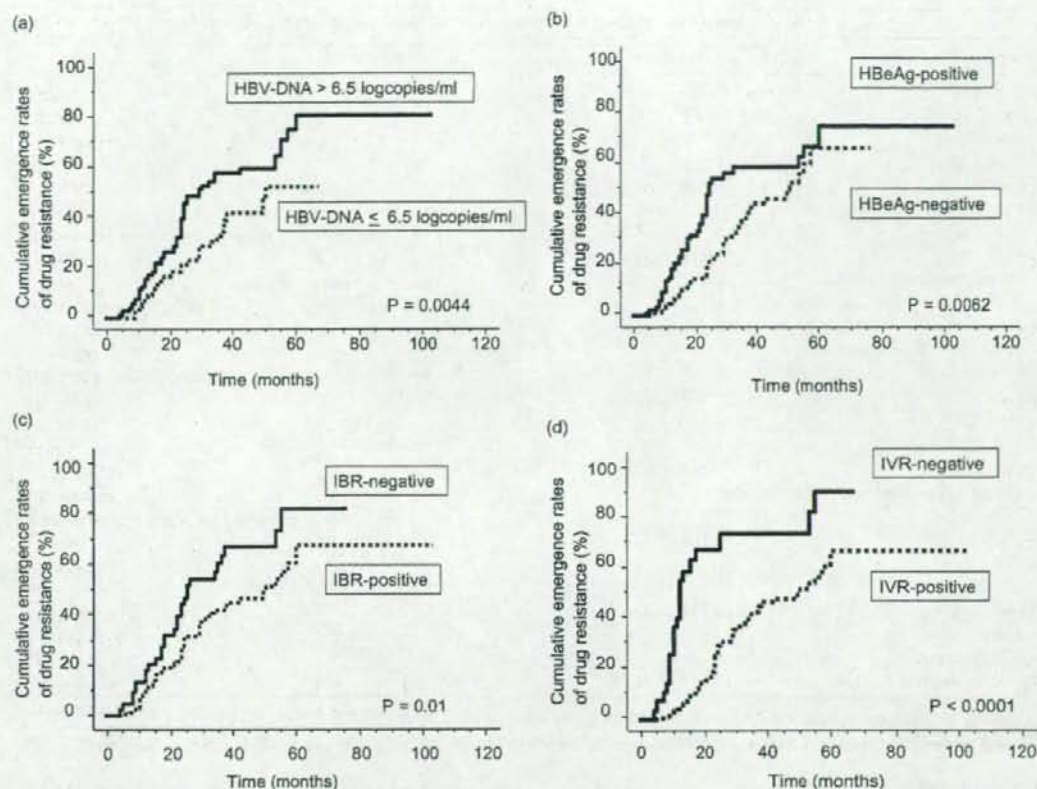 (a)
Cumulative emergence rates
of drug resistance (%)
100
80
60
40
20
0
HBV-DNA > 6.5 logcopies/ml
HBV-DNA ≤ 6.5 logcopies/ml
P = 0.0044
0 20 40 60 80 100 120
Time (months)
(b)
Cumulative emergence rates
of drug resistance (%)
100
80
60
40
20
0
HBeAg-positive
HBeAg-negative
P = 0.0062
0 20 40 60 80 100 120
Time (months)
(c)
Cumulative emergence rates
of drug resistance (%)
100
80
60
40
20
0
IBR-negative
IBR-positive
P = 0.01
0 20 40 60 80 100 120
Time (months)
(d)
Cumulative emergence rates
of drug resistance (%)
100
80
60
40
20
0
IVR-negative
IVR-positive
P < 0.0001
0 20 40 60 80 100 120
Time (months)